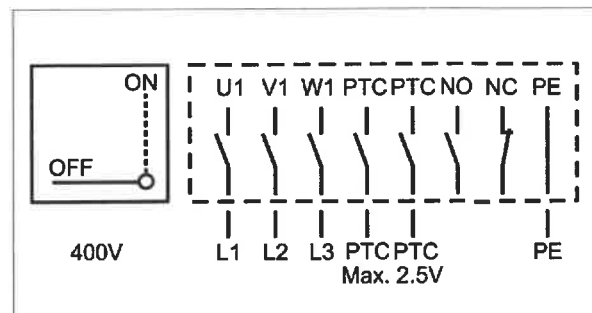 ON
OFF
400V
U1 V1 W1 PTC PTC NO NC PE
L1 L2 L3 PTC PTC PE
Max. 2.5V